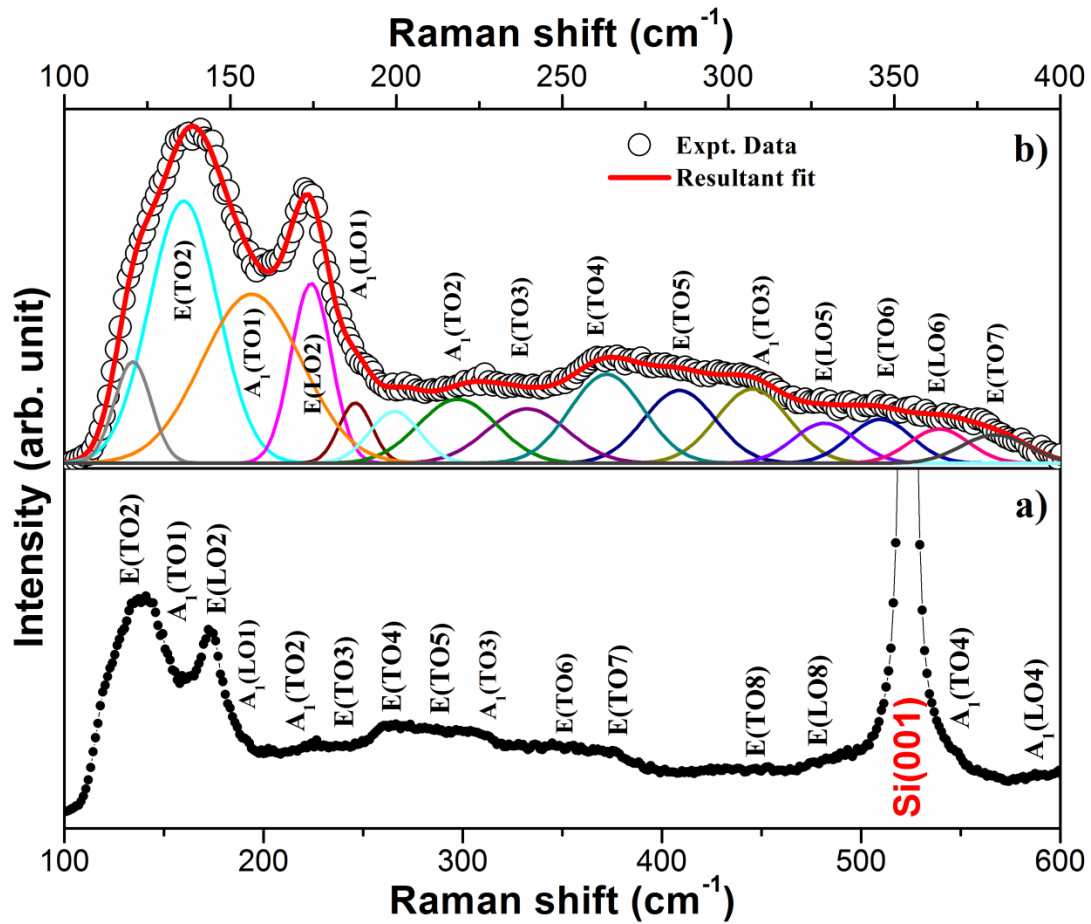 Raman shift (cm⁻¹)
100 150 200 250 300 350 400
b)
Expt. Data
Resultant fit
E(TO2)
A₁(TO1)
E(LO2)
A₁(LO1)
A₁(TO2)
E(TO3)
E(TO4)
E(TO5)
A₁(TO3)
E(LO5)
E(TO6)
E(LO6)
E(TO7)
Intensity (arb. unit)
a)
E(TO2)
A₁(TO1)
E(LO2)
A₁(LO1)
A₁(TO2)
E(TO3)
E(TO4)
E(TO5)
A₁(TO3)
E(TO6)
E(TO7)
E(TO8)
E(LO8)
Si(001)
A₁(TO4)
A₁(LO4)
100 200 300 400 500 600
Raman shift (cm⁻¹)